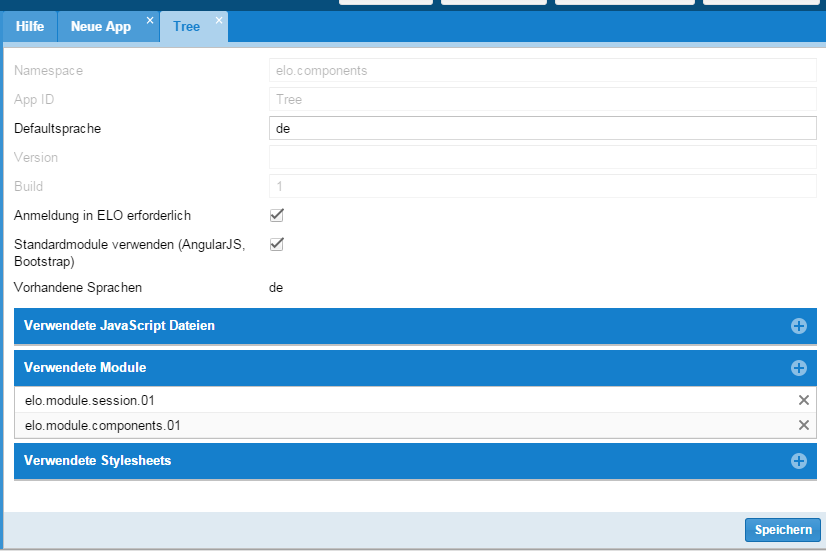 Hilfe Neue App Tree
Namespace elo.components
App ID Tree
Defaultsprache de
Version
Build 1
Anmeldung in ELO erforderlich
Standardmodule verwenden (AngularJS,
Bootstrap)
Vorhandene Sprachen de
Verwendete JavaScript Dateien
Verwendete Module
elo.module.session.01
elo.module.components.01
Verwendete Stylesheets
Speichern